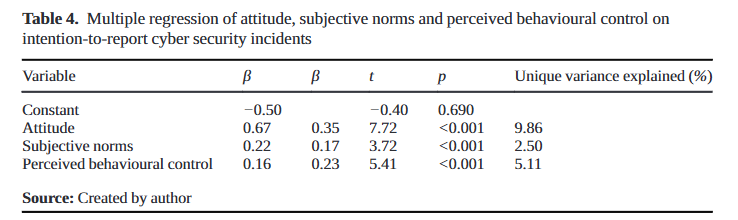 Table 4. Multiple regression of attitude, subjective norms and perceived behavioural control on
intention-to-report cyber security incidents
Variable β β t p Unique variance explained (%)
Constant −0.50 −0.40 0.690
Attitude 0.67 0.35 7.72 <0.001 9.86
Subjective norms 0.22 0.17 3.72 <0.001 2.50
Perceived behavioural control 0.16 0.23 5.41 <0.001 5.11
Source: Created by author